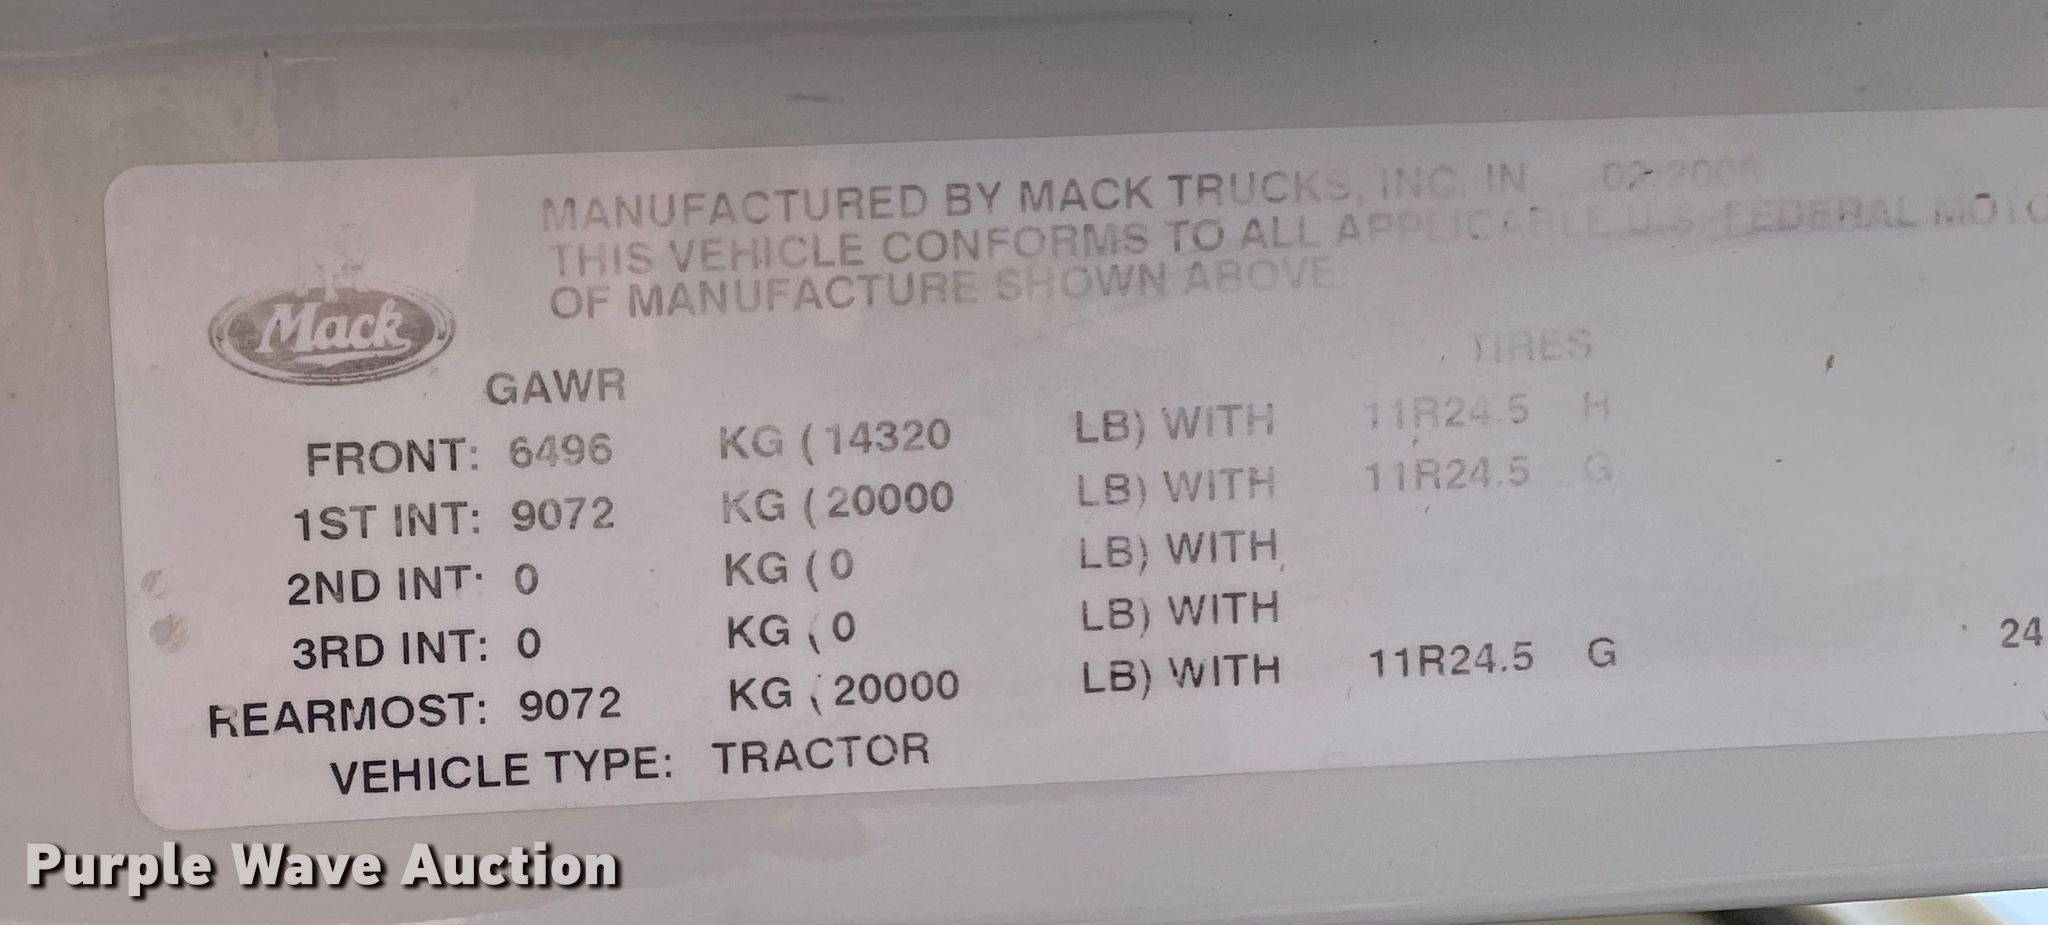 MANUFACTURED BY MACK TRUCKS, INC. IN
THIS VEHICLE CONFORMS TO ALL APPLICABLE U.S. FEDERAL MOTO
OF MANUFACTURE SHOWN ABOVE.
Mack
TIRES
GAWR
FRONT: 6496 KG (14320 LB) WITH 11R24.5 H
1ST INT: 9072 KG (20000 LB) WITH 11R24.5 G
2ND INT: 0 KG (0 LB) WITH
3RD INT: 0 KG (0 LB) WITH
REARMOST: 9072 KG (20000 LB) WITH 11R24.5 G 24
VEHICLE TYPE: TRACTOR
Purple Wave Auction